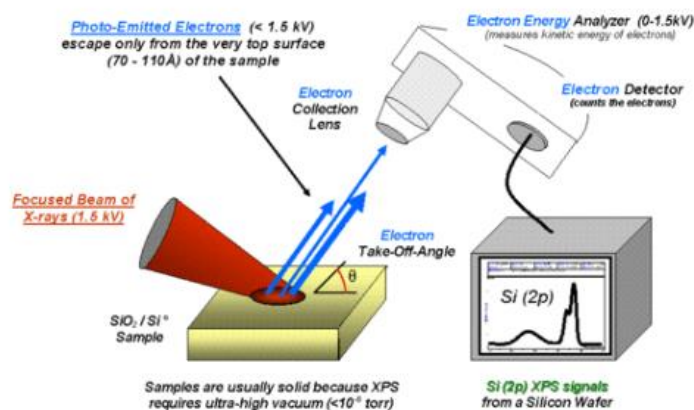 Photo-Emitted Electrons (< 1.5 kV)
escape only from the very top surface
(70 - 110Å) of the sample
Electron Energy Analyzer (0-1.5kV)
(measures kinetic energy of electrons)
Electron
Collection
Lens
Electron Detector
(counts the electrons)
Focused Beam of
X-rays (1.5 kV)
Electron
Take-Off-Angle
θ
Si (2p)
SiO₂ / Si°
Sample
Samples are usually solid because XPS
requires ultra-high vacuum (<10⁻⁸ torr)
Si (2p) XPS signals
from a Silicon Wafer